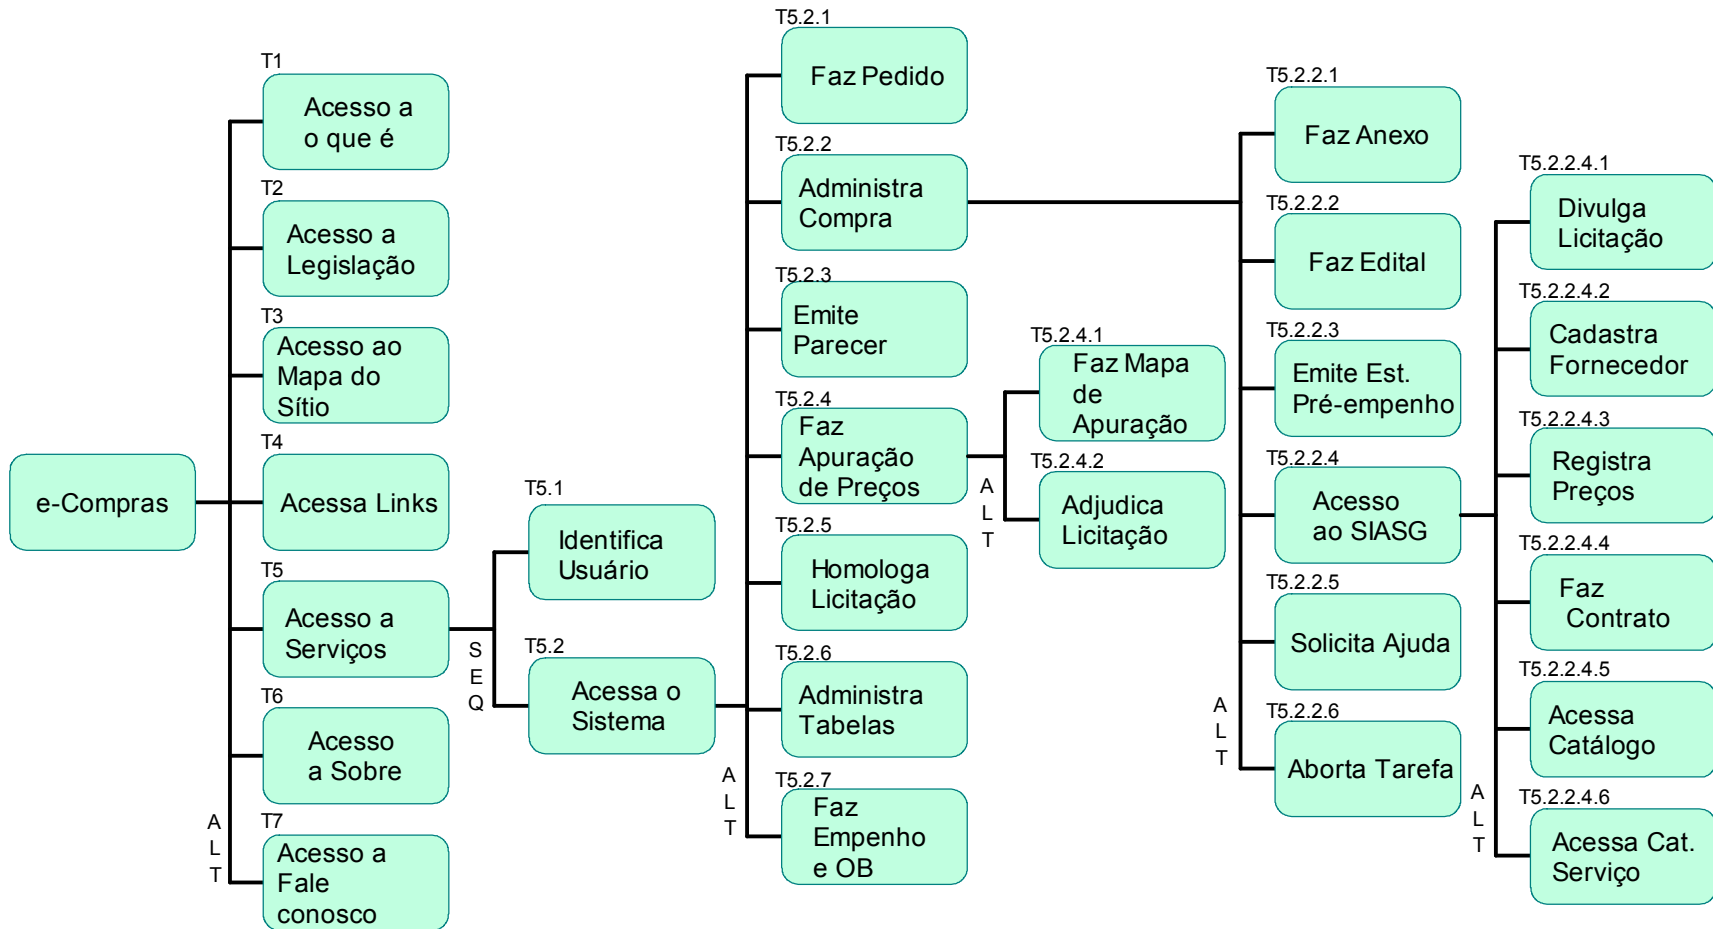 e-Compras
T1
Acesso a
o que é
T2
Acesso a
Legislação
T3
Acesso ao
Mapa do
Sítio
T4
Acessa Links
T5
Acesso a
Serviços
T6
Acesso
a Sobre
T7
Acesso a
Fale
conosco
A
L
T
S
E
Q
T5.1
Identifica
Usuário
T5.2
Acessa o
Sistema
A
L
T
T5.2.1
Faz Pedido
T5.2.2
Administra
Compra
T5.2.3
Emite
Parecer
T5.2.4
Faz
Apuração
de Preços
T5.2.5
Homologa
Licitação
T5.2.6
Administra
Tabelas
T5.2.7
Faz
Empenho
e OB
A
L
T
T5.2.4.1
Faz Mapa
de
Apuração
T5.2.4.2
Adjudica
Licitação
T5.2.2.1
Faz Anexo
T5.2.2.2
Faz Edital
T5.2.2.3
Emite Est.
Pré-empenho
T5.2.2.4
Acesso
ao SIASG
T5.2.2.5
Solicita Ajuda
T5.2.2.6
Aborta Tarefa
A
L
T
T5.2.2.4.1
Divulga
Licitação
T5.2.2.4.2
Cadastra
Fornecedor
T5.2.2.4.3
Registra
Preços
T5.2.2.4.4
Faz
Contrato
T5.2.2.4.5
Acessa
Catálogo
T5.2.2.4.6
Acessa Cat.
Serviço
A
L
T